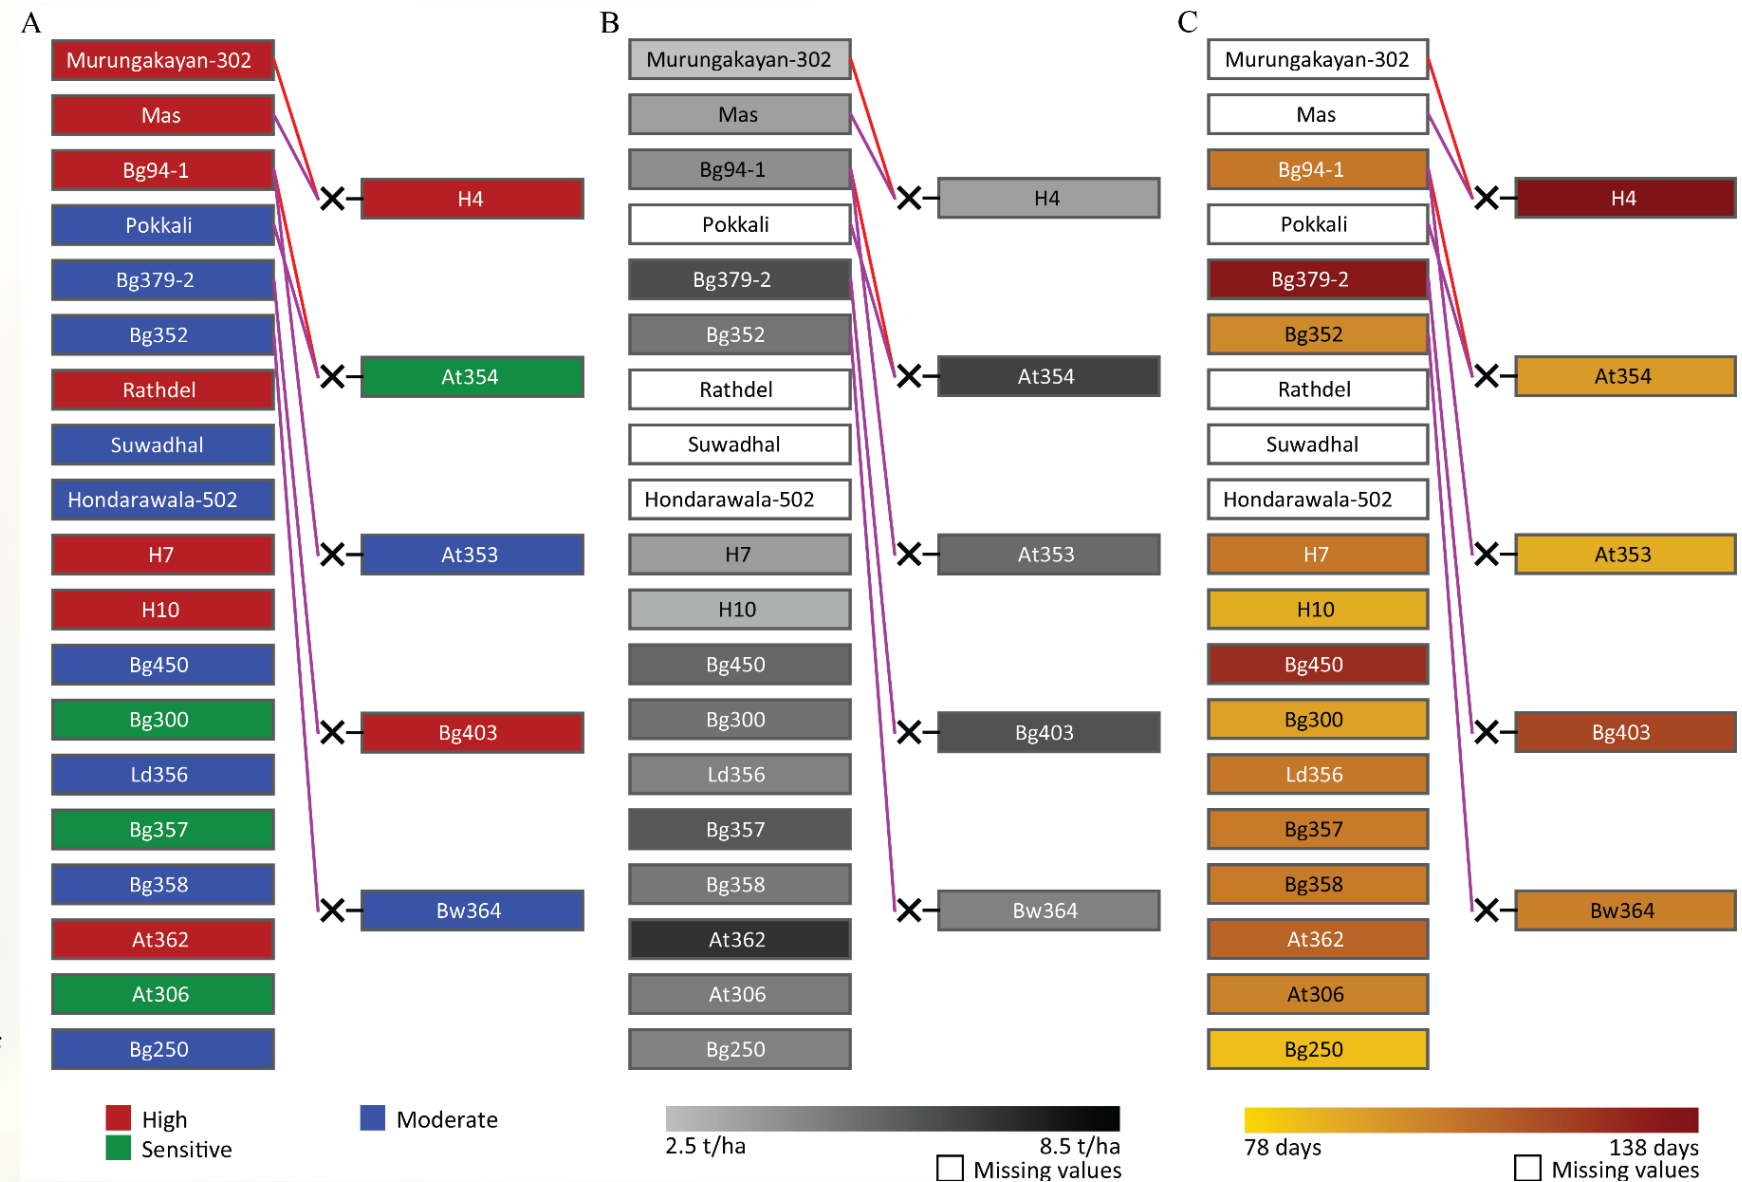 A
Murungakayan-302
Mas
Bg94-1
Pokkali
Bg379-2
Bg352
Rathdel
Suwadhal
Hondarawala-502
H7
H10
Bg450
Bg300
Ld356
Bg357
Bg358
At362
At306
Bg250
H4
At354
At353
Bg403
Bw364
High
Sensitive
Moderate
B
Murungakayan-302
Mas
Bg94-1
Pokkali
Bg379-2
Bg352
Rathdel
Suwadhal
Hondarawala-502
H7
H10
Bg450
Bg300
Ld356
Bg357
Bg358
At362
At306
Bg250
H4
At354
At353
Bg403
Bw364
2.5 t/ha
8.5 t/ha
Missing values
C
Murungakayan-302
Mas
Bg94-1
Pokkali
Bg379-2
Bg352
Rathdel
Suwadhal
Hondarawala-502
H7
H10
Bg450
Bg300
Ld356
Bg357
Bg358
At362
At306
Bg250
H4
At354
At353
Bg403
Bw364
78 days
138 days
Missing values